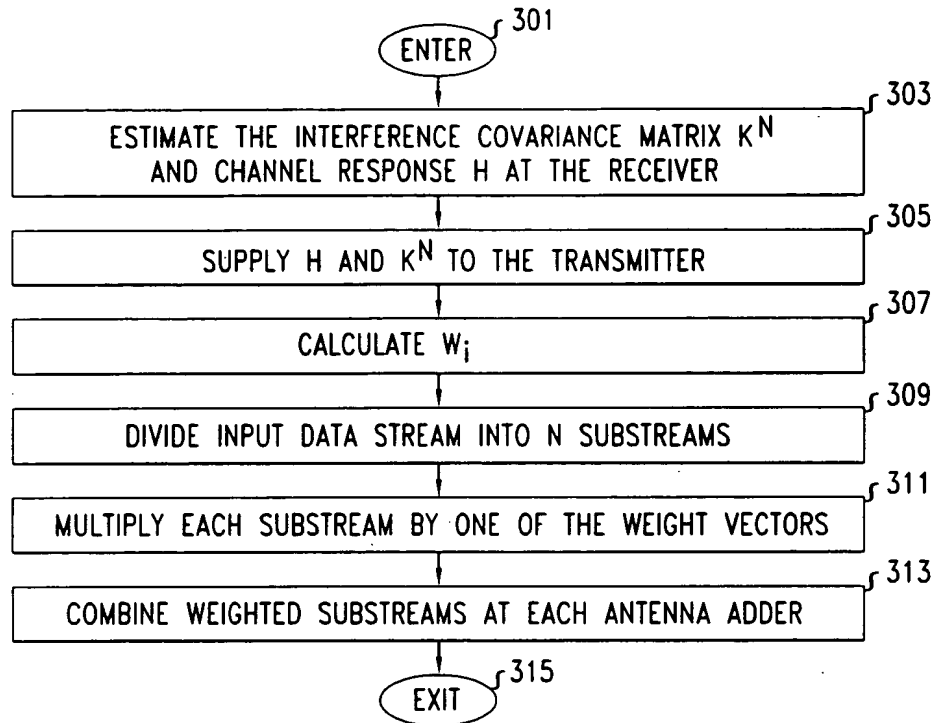 301
ENTER
303
ESTIMATE THE INTERFERENCE COVARIANCE MATRIX K^N
AND CHANNEL RESPONSE H AT THE RECEIVER
305
SUPPLY H AND K^N TO THE TRANSMITTER
307
CALCULATE W_i
309
DIVIDE INPUT DATA STREAM INTO N SUBSTREAMS
311
MULTIPLY EACH SUBSTREAM BY ONE OF THE WEIGHT VECTORS
313
COMBINE WEIGHTED SUBSTREAMS AT EACH ANTENNA ADDER
315
EXIT